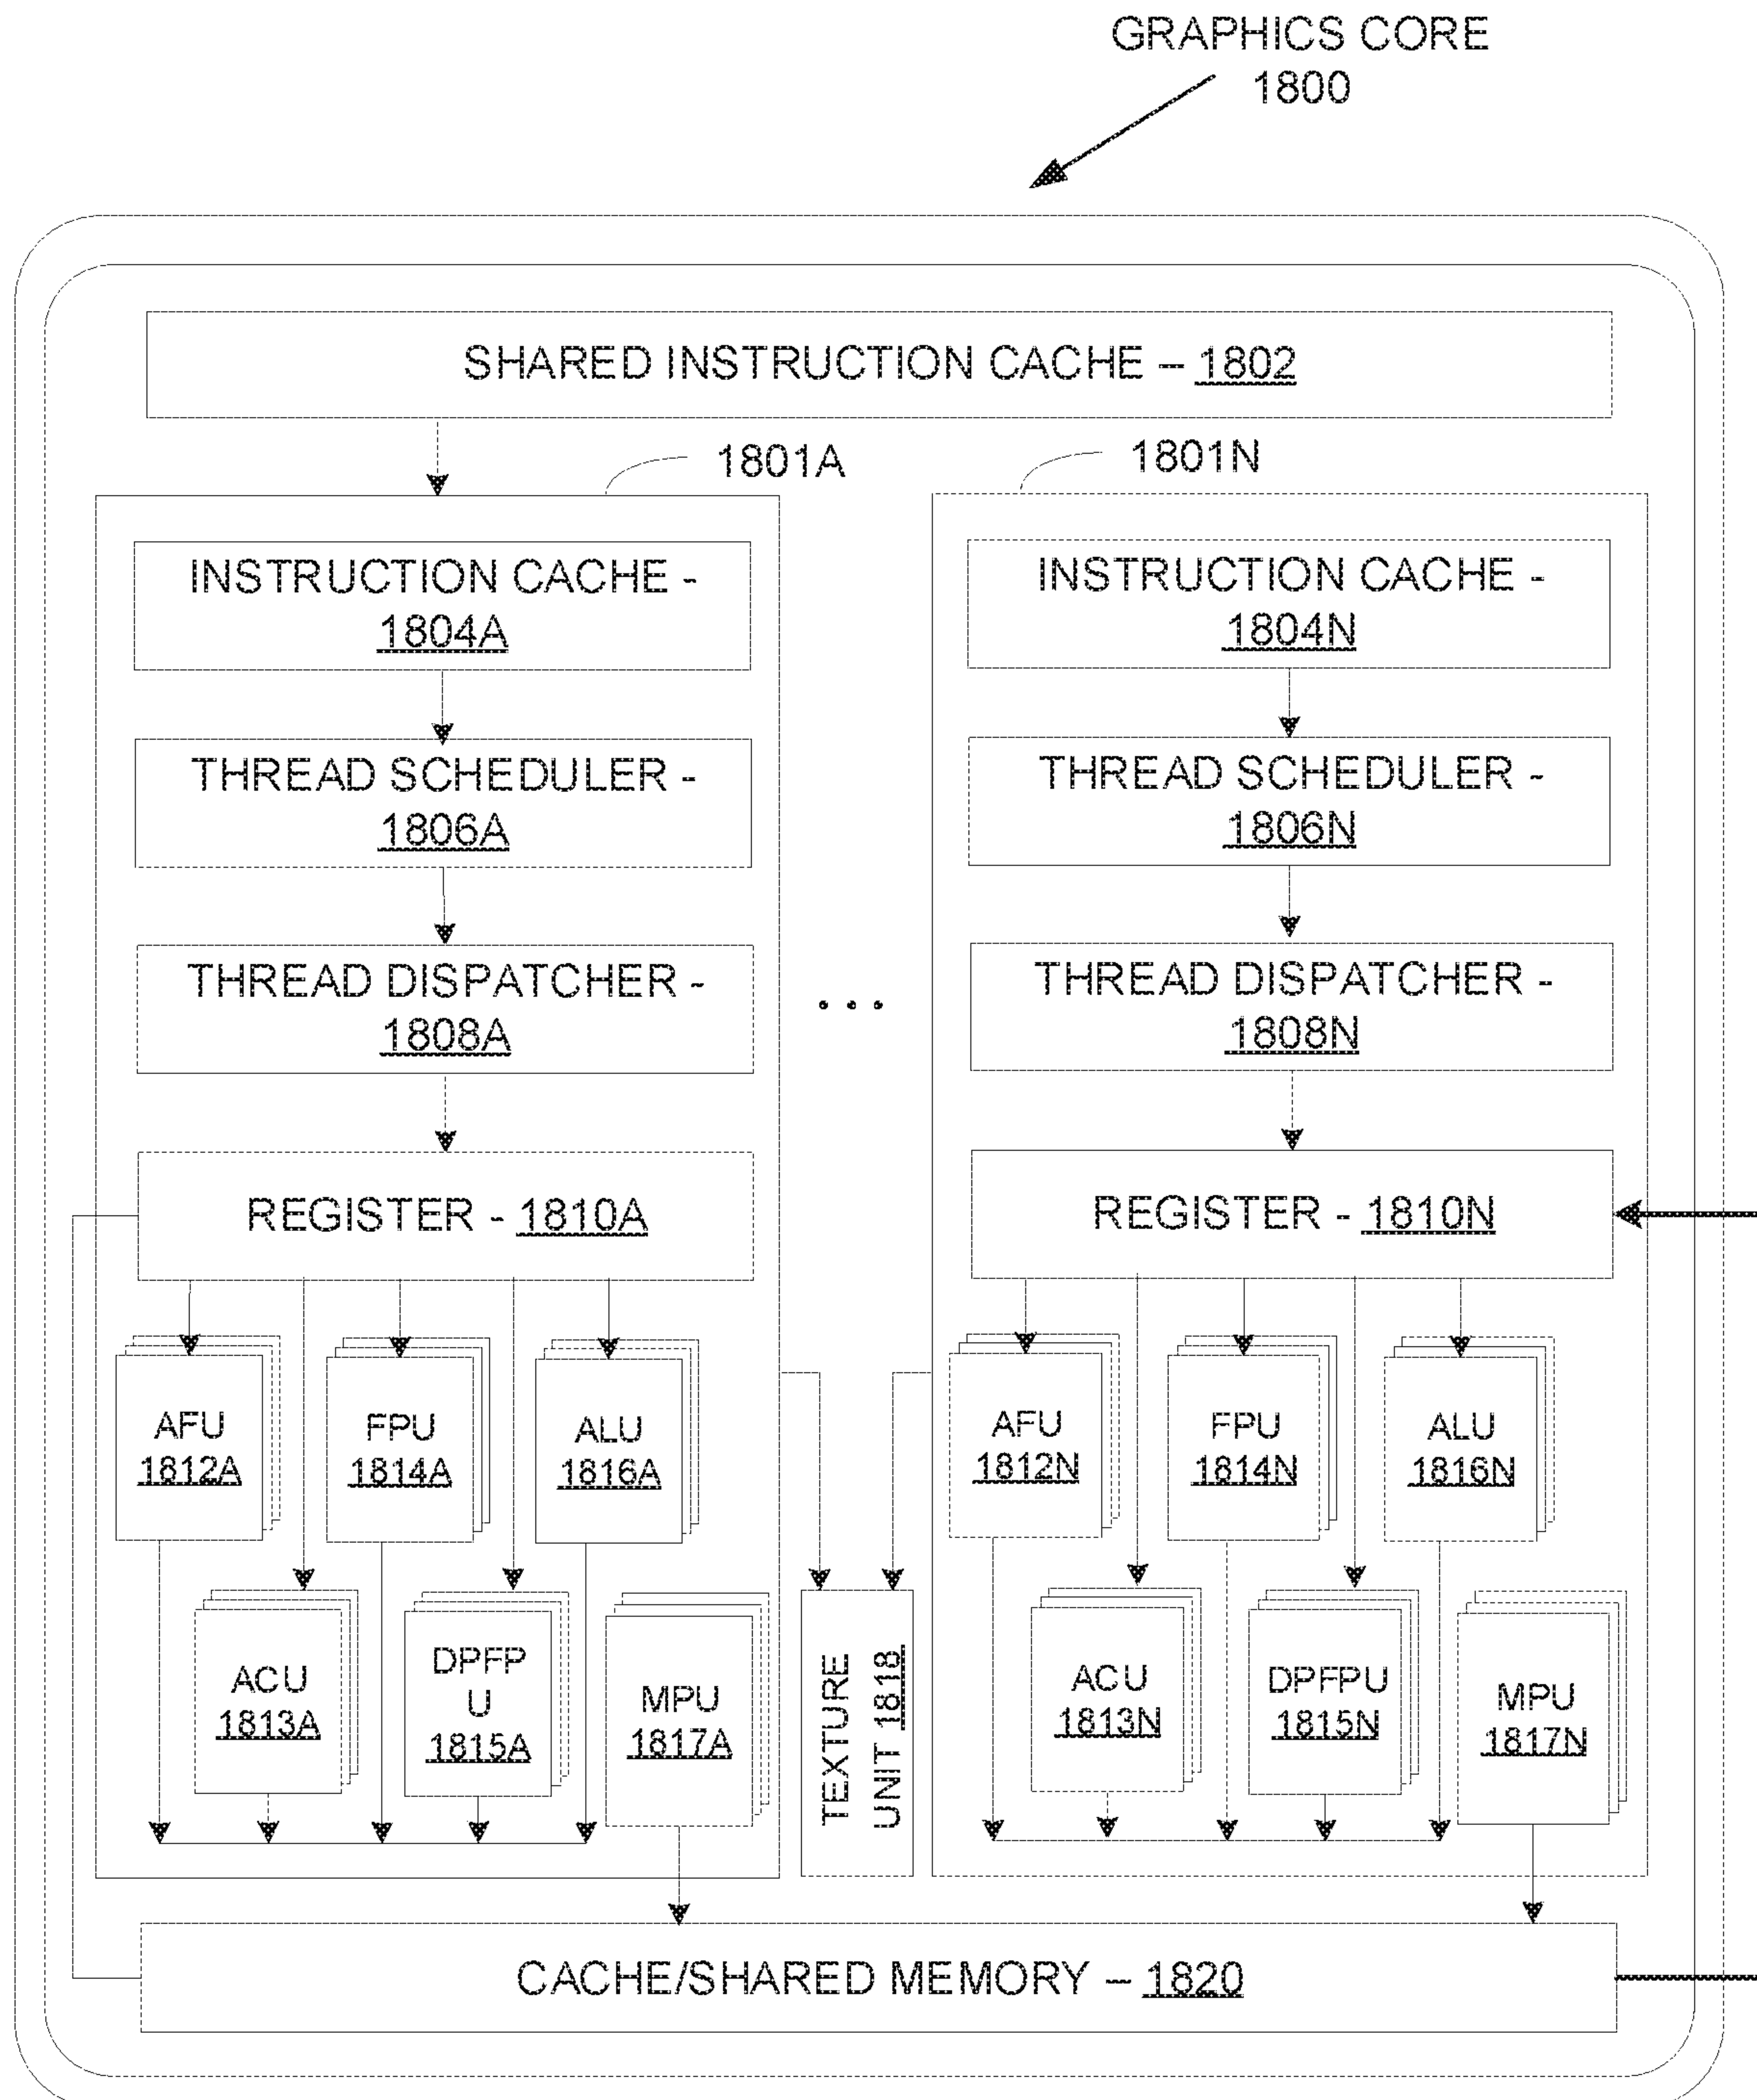 GRAPHICS CORE
1800
SHARED INSTRUCTION CACHE – 1802
1801A
INSTRUCTION CACHE -
1804A
THREAD SCHEDULER -
1806A
THREAD DISPATCHER -
1808A
REGISTER - 1810A
AFU
1812A
FPU
1814A
ALU
1816A
ACU
1813A
DPFP
U
1815A
MPU
1817A
...
TEXTURE
UNIT 1818
1801N
INSTRUCTION CACHE -
1804N
THREAD SCHEDULER -
1806N
THREAD DISPATCHER -
1808N
REGISTER - 1810N
AFU
1812N
FPU
1814N
ALU
1816N
ACU
1813N
DPFPU
1815N
MPU
1817N
CACHE/SHARED MEMORY – 1820